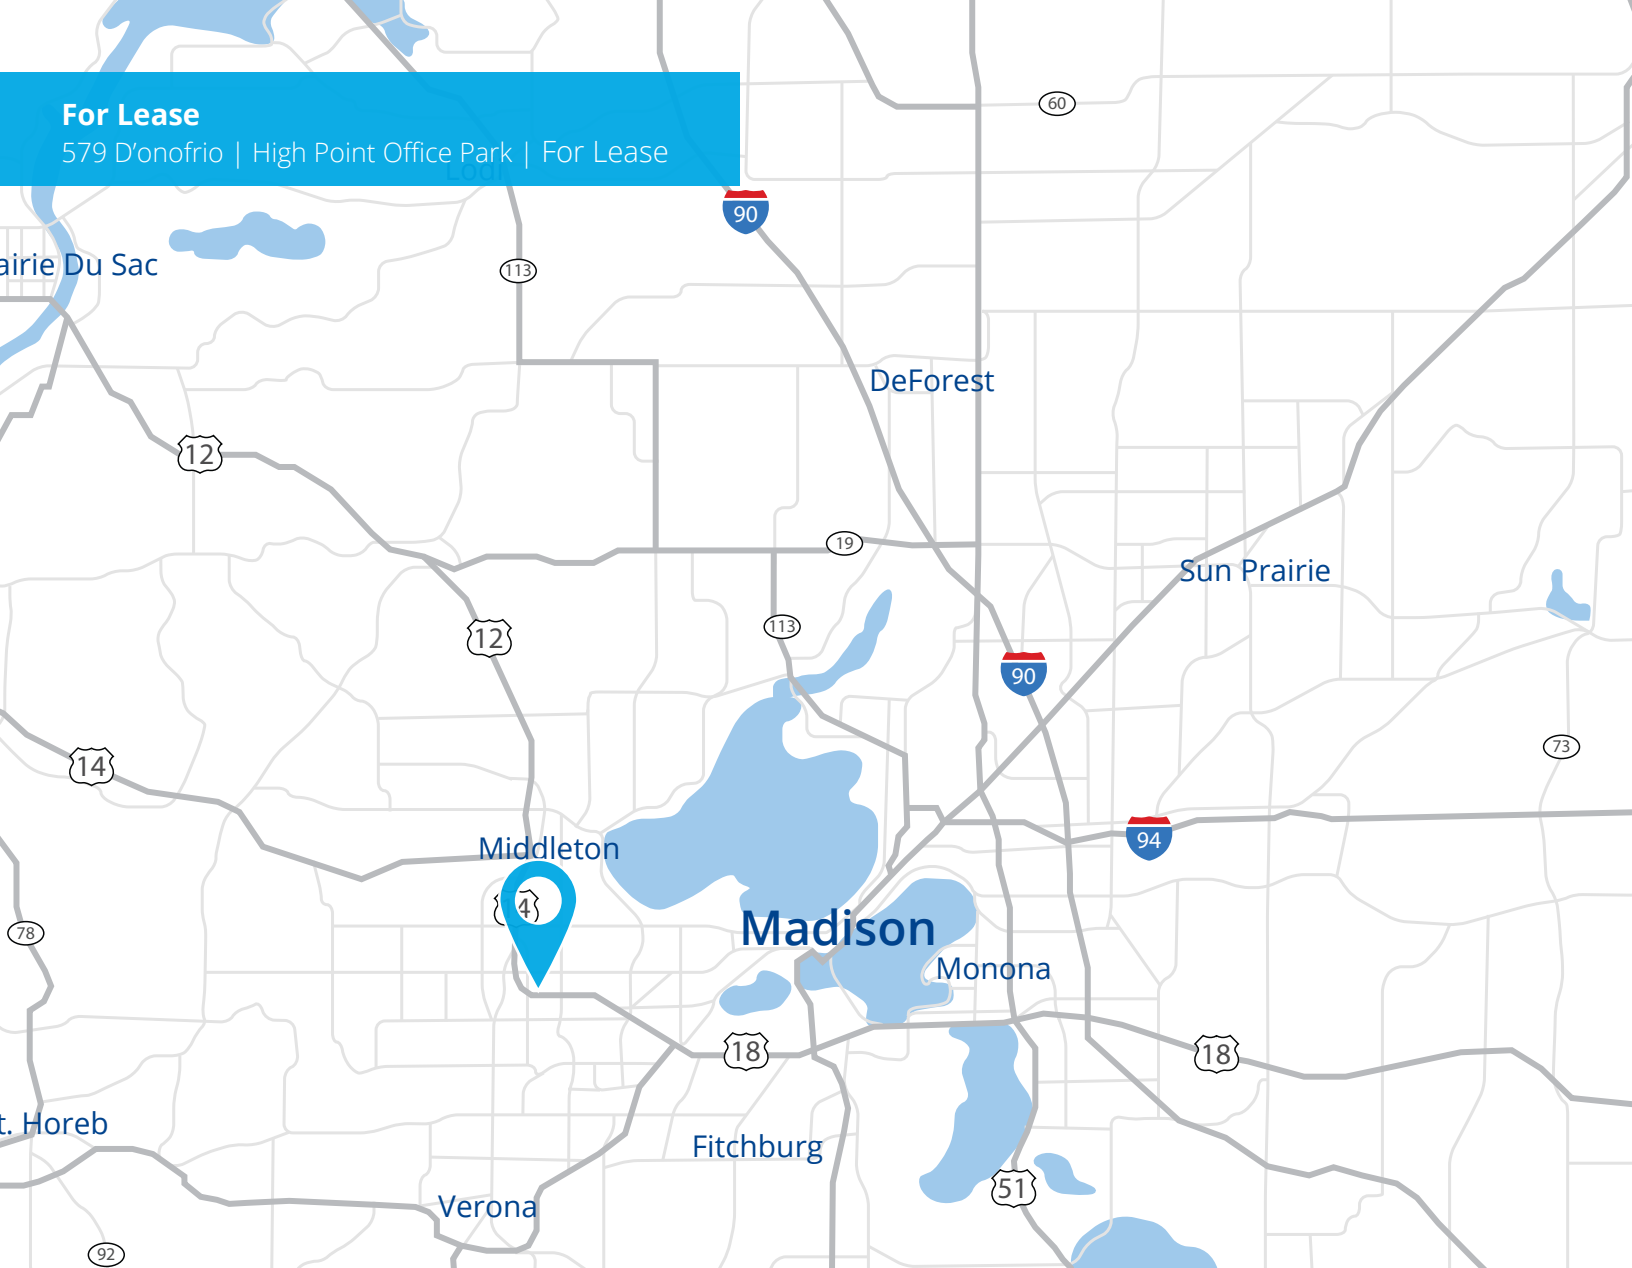 For Lease
579 D’onofrio | High Point Office Park | For Lease
Lodi
60
90
airie Du Sac
113
DeForest
12
19
Sun Prairie
12
113
90
14
73
94
Middleton
4
78
Madison
Monona
18
18
t. Horeb
Fitchburg
51
Verona
92